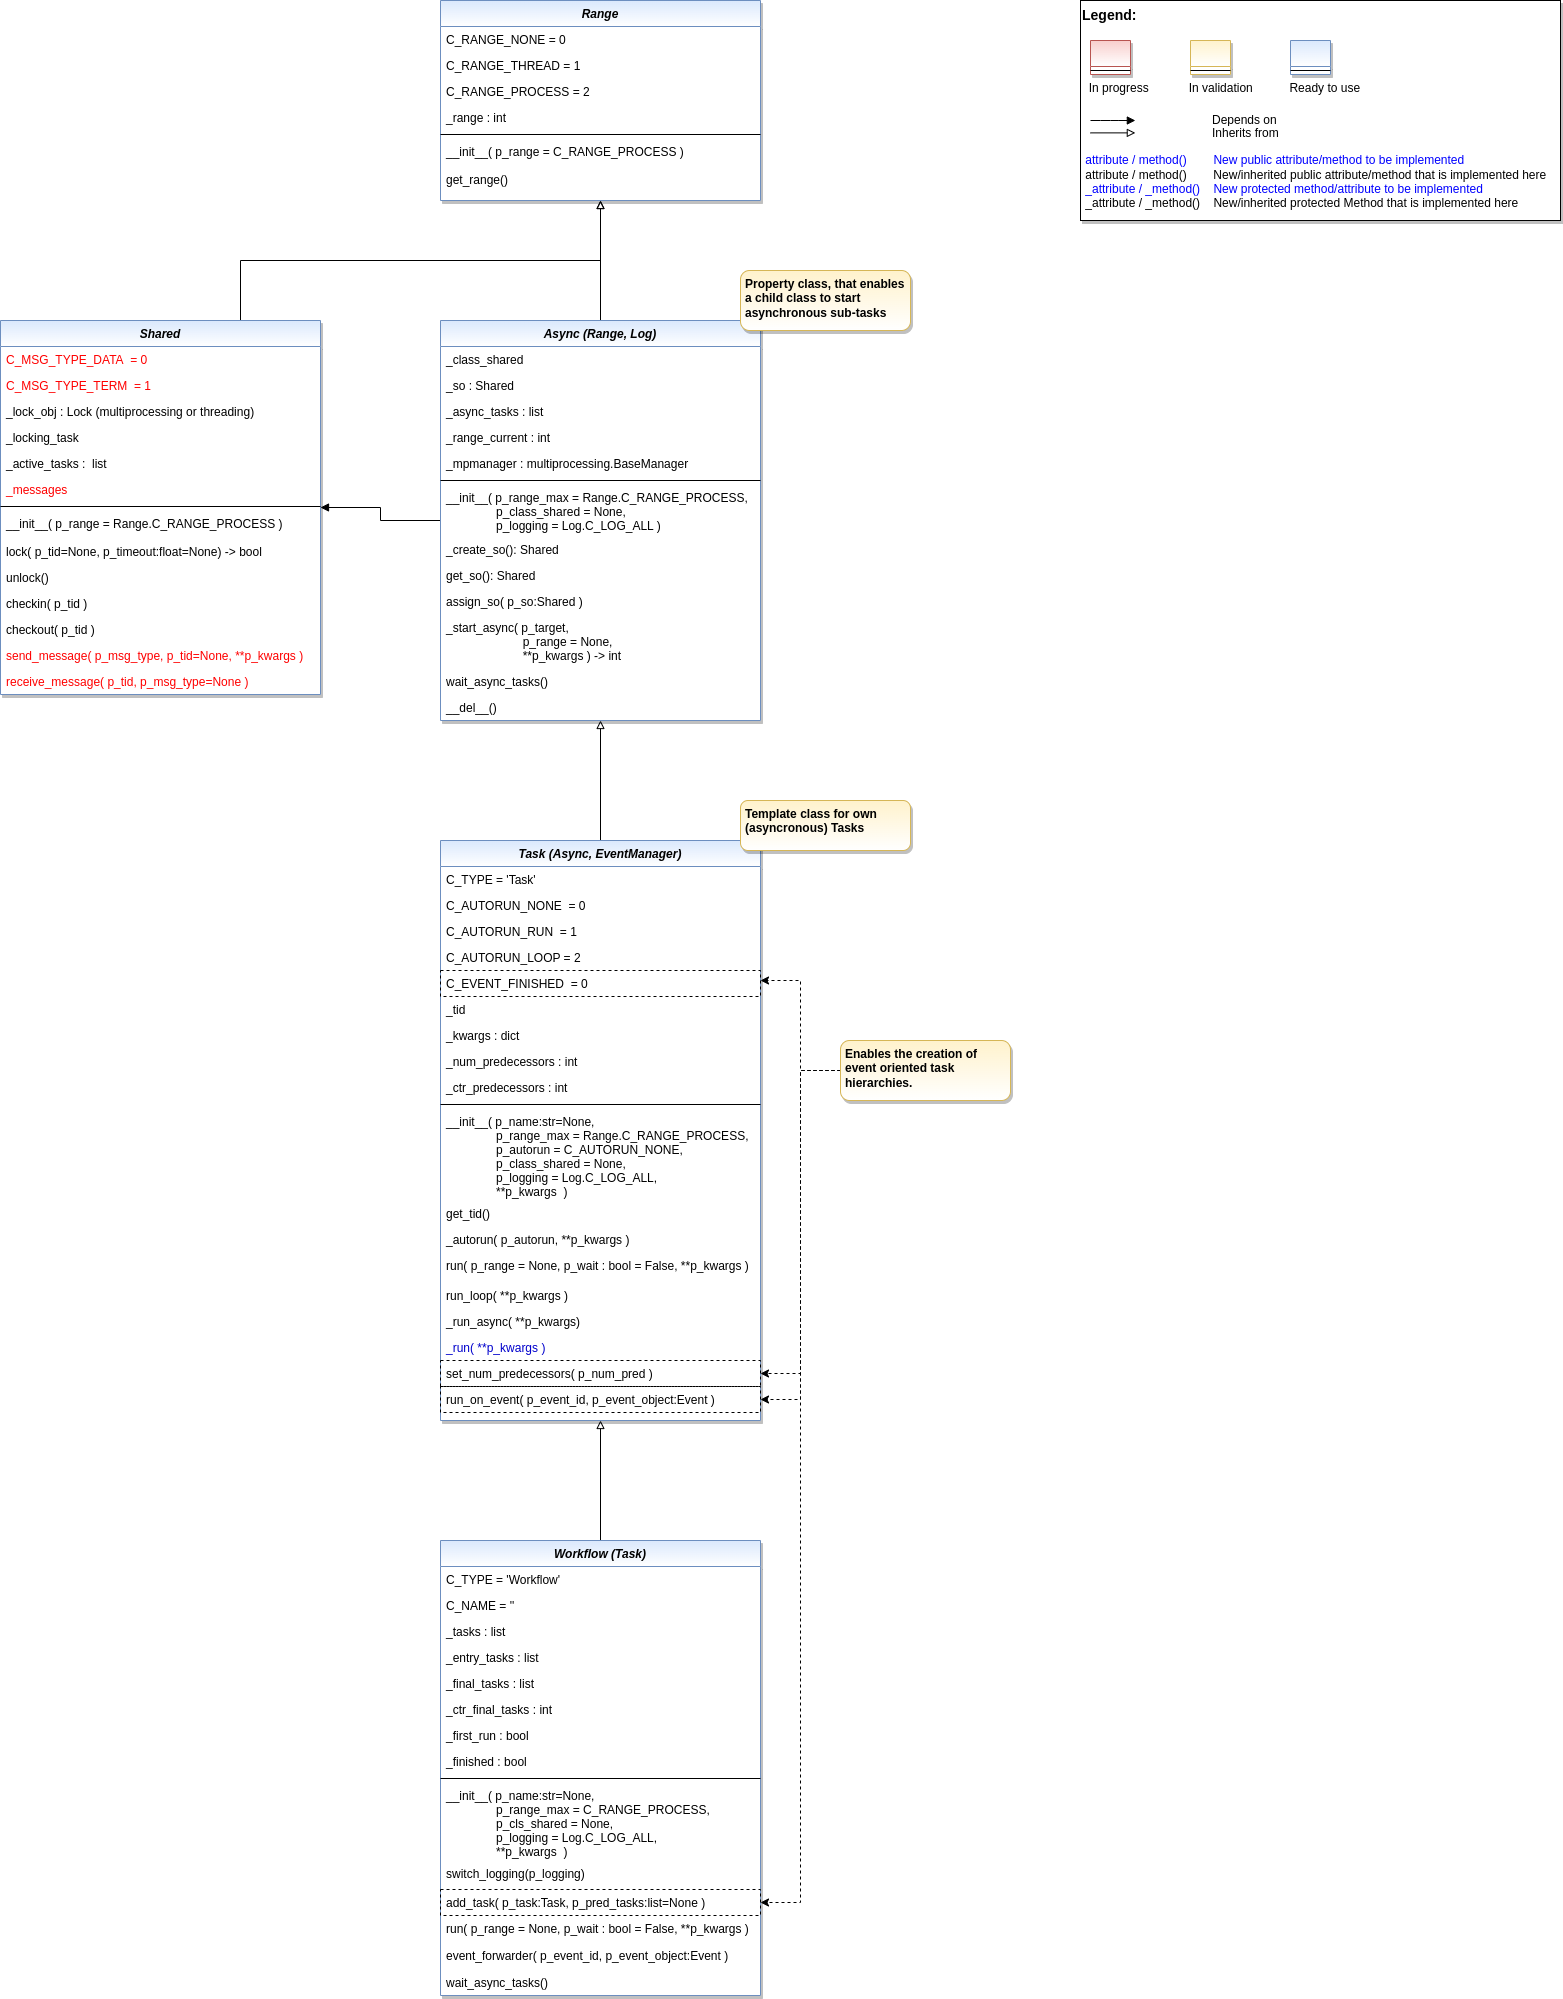 Range
C_RANGE_NONE = 0
C_RANGE_THREAD = 1
C_RANGE_PROCESS = 2
_range : int
__init__( p_range = C_RANGE_PROCESS )
get_range()
Legend:
In progress
In validation
Ready to use
Depends on
Inherits from
attribute / method() New public attribute/method to be implemented
attribute / method() New/inherited public attribute/method that is implemented here
_attribute / _method() New protected method/attribute to be implemented
_attribute / _method() New/inherited protected Method that is implemented here
Property class, that enables
a child class to start
asynchronous sub-tasks
Shared
C_MSG_TYPE_DATA = 0
C_MSG_TYPE_TERM = 1
_lock_obj : Lock (multiprocessing or threading)
_locking_task
_active_tasks : list
_messages
__init__( p_range = Range.C_RANGE_PROCESS )
lock( p_tid=None, p_timeout:float=None) -> bool
unlock()
checkin( p_tid )
checkout( p_tid )
send_message( p_msg_type, p_tid=None, **p_kwargs )
receive_message( p_tid, p_msg_type=None )
Async (Range, Log)
_class_shared
_so : Shared
_async_tasks : list
_range_current : int
_mpmanager : multiprocessing.BaseManager
__init__( p_range_max = Range.C_RANGE_PROCESS,
p_class_shared = None,
p_logging = Log.C_LOG_ALL )
_create_so(): Shared
get_so(): Shared
assign_so( p_so:Shared )
_start_async( p_target,
p_range = None,
**p_kwargs ) -> int
wait_async_tasks()
__del__()
Template class for own
(asyncronous) Tasks
Task (Async, EventManager)
C_TYPE = 'Task'
C_AUTORUN_NONE = 0
C_AUTORUN_RUN = 1
C_AUTORUN_LOOP = 2
C_EVENT_FINISHED = 0
_tid
_kwargs : dict
_num_predecessors : int
_ctr_predecessors : int
Enables the creation of
event oriented task
hierarchies.
__init__( p_name:str=None,
p_range_max = Range.C_RANGE_PROCESS,
p_autorun = C_AUTORUN_NONE,
p_class_shared = None,
p_logging = Log.C_LOG_ALL,
**p_kwargs )
get_tid()
_autorun( p_autorun, **p_kwargs )
run( p_range = None, p_wait : bool = False, **p_kwargs )
run_loop( **p_kwargs )
_run_async( **p_kwargs)
_run( **p_kwargs )
set_num_predecessors( p_num_pred )
run_on_event( p_event_id, p_event_object:Event )
Workflow (Task)
C_TYPE = 'Workflow'
C_NAME = ''
_tasks : list
_entry_tasks : list
_final_tasks : list
_ctr_final_tasks : int
_first_run : bool
_finished : bool
__init__( p_name:str=None,
p_range_max = C_RANGE_PROCESS,
p_cls_shared = None,
p_logging = Log.C_LOG_ALL,
**p_kwargs )
switch_logging(p_logging)
add_task( p_task:Task, p_pred_tasks:list=None )
run( p_range = None, p_wait : bool = False, **p_kwargs )
event_forwarder( p_event_id, p_event_object:Event )
wait_async_tasks()